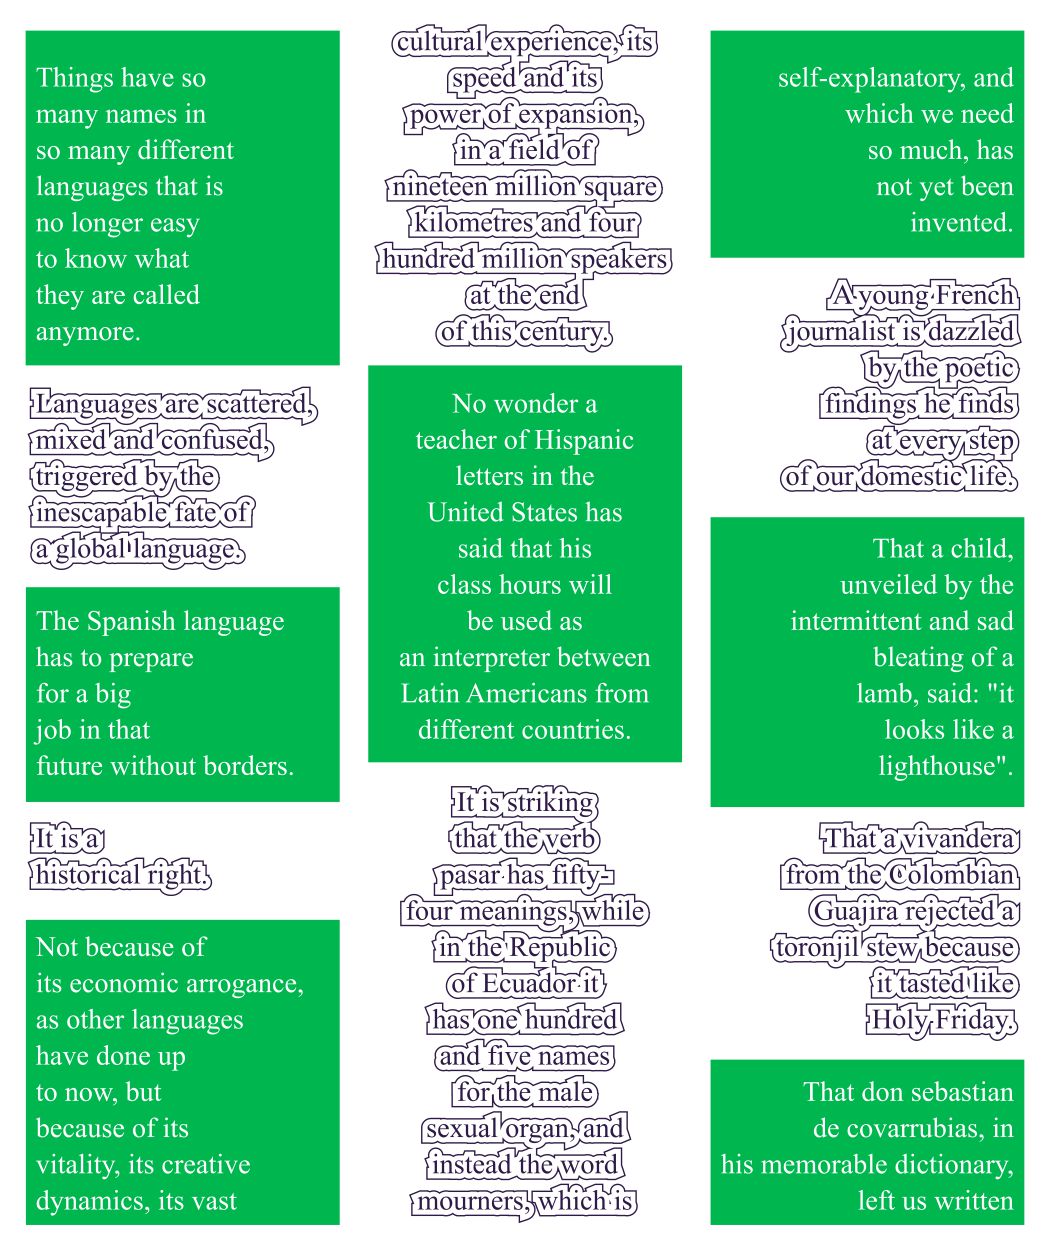 Things have so
many names in
so many different
languages that is
no longer easy
to know what
they are called
anymore.
Languages are scattered,
mixed and confused,
triggered by the
inescapable fate of
a global language.
The Spanish language
has to prepare
for a big
job in that
future without borders.
It is a
historical right.
Not because of
its economic arrogance,
as other languages
have done up
to now, but
because of its
vitality, its creative
dynamics, its vast
cultural experience, its
speed and its
power of expansion,
in a field of
nineteen million square
kilometres and four
hundred million speakers
at the end
of this century.
No wonder a
teacher of Hispanic
letters in the
United States has
said that his
class hours will
be used as
an interpreter between
Latin Americans from
different countries.
It is striking
that the verb
pasar has fifty-
four meanings, while
in the Republic
of Ecuador it
has one hundred
and five names
for the male
sexual organ, and
instead the word
mourners, which is
self-explanatory, and
which we need
so much, has
not yet been
invented.
A young French
journalist is dazzled
by the poetic
findings he finds
at every step
of our domestic life.
That a child,
unveiled by the
intermittent and sad
bleating of a
lamb, said: "it
looks like a
lighthouse".
That a vivandera
from the Colombian
Guajira rejected a
toronjil stew because
it tasted like
Holy Friday.
That don sebastian
de covarrubias, in
his memorable dictionary,
left us written